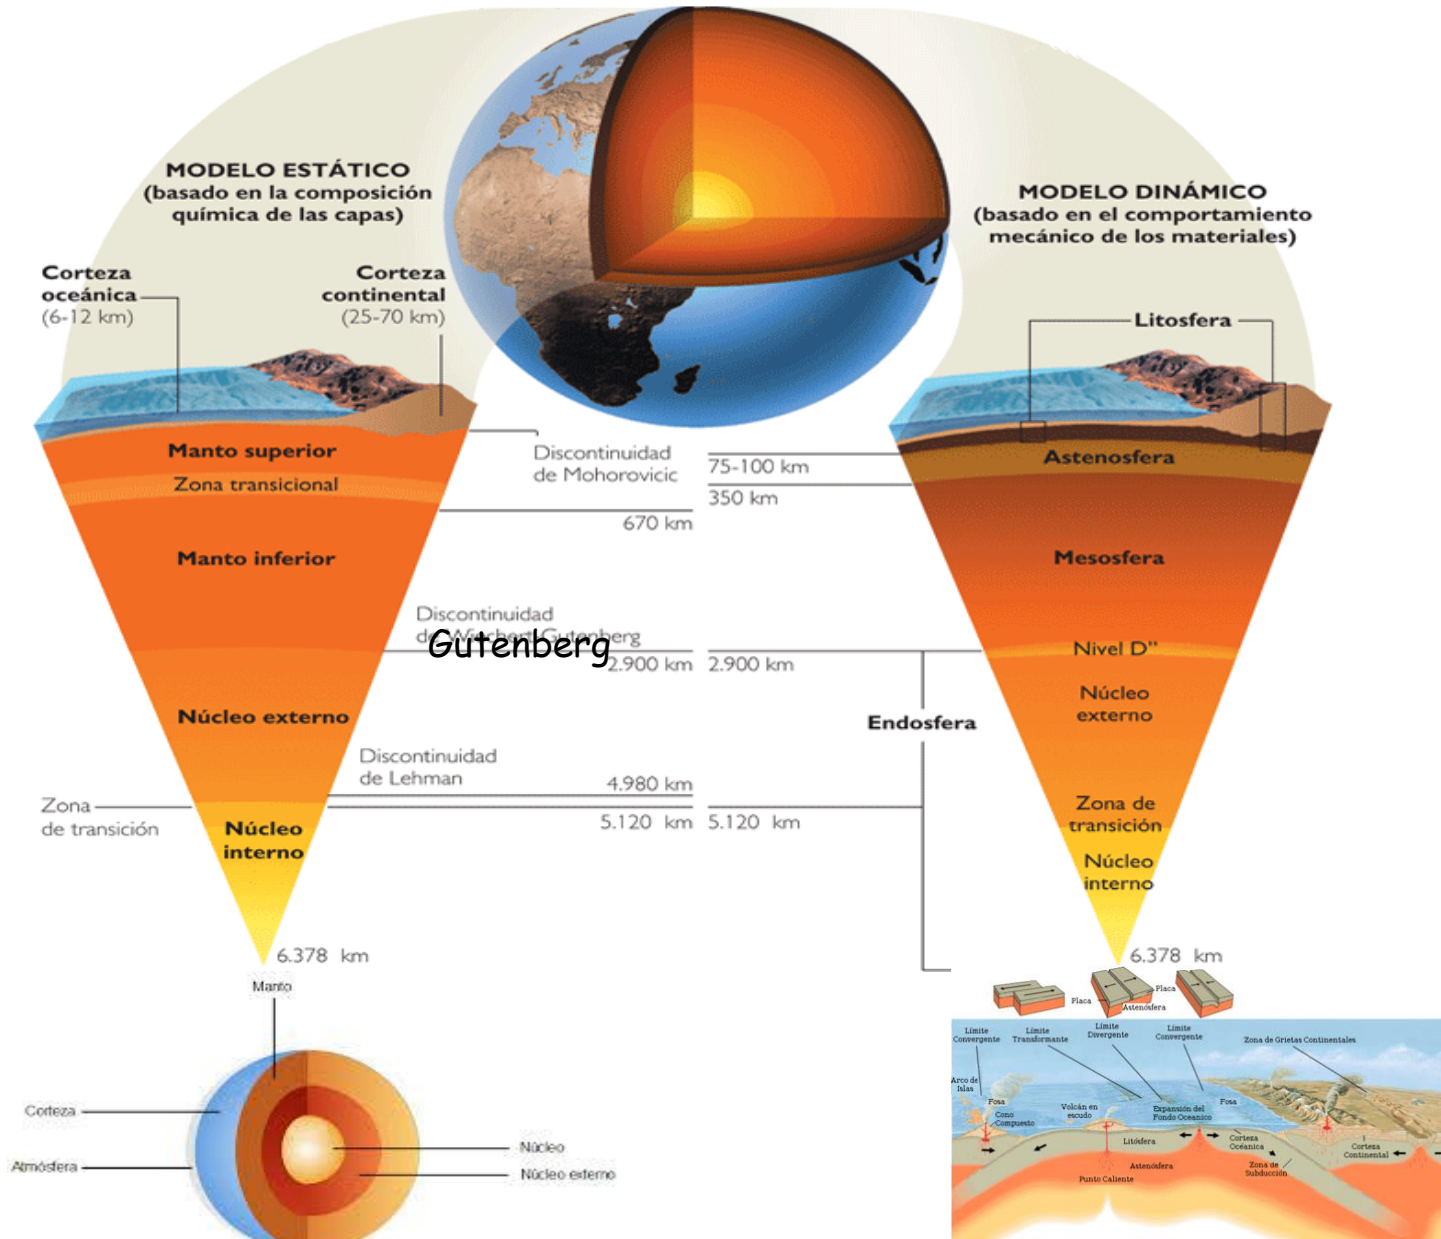 MODELO ESTÁTICO
(basado en la composición
química de las capas)
MODELO DINÁMICO
(basado en el comportamiento
mecánico de los materiales)
Corteza
oceánica
(6-12 km)
Corteza
continental
(25-70 km)
Litosfera
Manto superior
Zona transicional
Manto inferior
Núcleo externo
Núcleo interno
Zona
de transición
6.378 km
Discontinuidad
de Mohorovicic
670 km
Discontinuidad
de Wiechert-Gutenberg
Gutenberg
2.900 km
Discontinuidad
de Lehman
4.980 km
5.120 km
75-100 km
350 km
2.900 km
Endosfera
5.120 km
Astenosfera
Mesosfera
Nivel D"
Núcleo
externo
Zona de
transición
Núcleo
interno
6.378 km
Manto
Corteza
Atmósfera
Núcleo
Núcleo externo
Placa
Astenósfera
Placa
Límite
Convergente
Límite
Transformante
Límite
Divergente
Límite
Convergente
Zona de Grietas Continentales
Arco de
Islas
Fosa
Cono
Compuesto
Volcán en
escudo
Expansión del
Fondo Oceanico
Fosa
Litósfera
Corteza
Oceánica
Corteza
Continental
Astenósfera
Zona de
Subducción
Punto Caliente